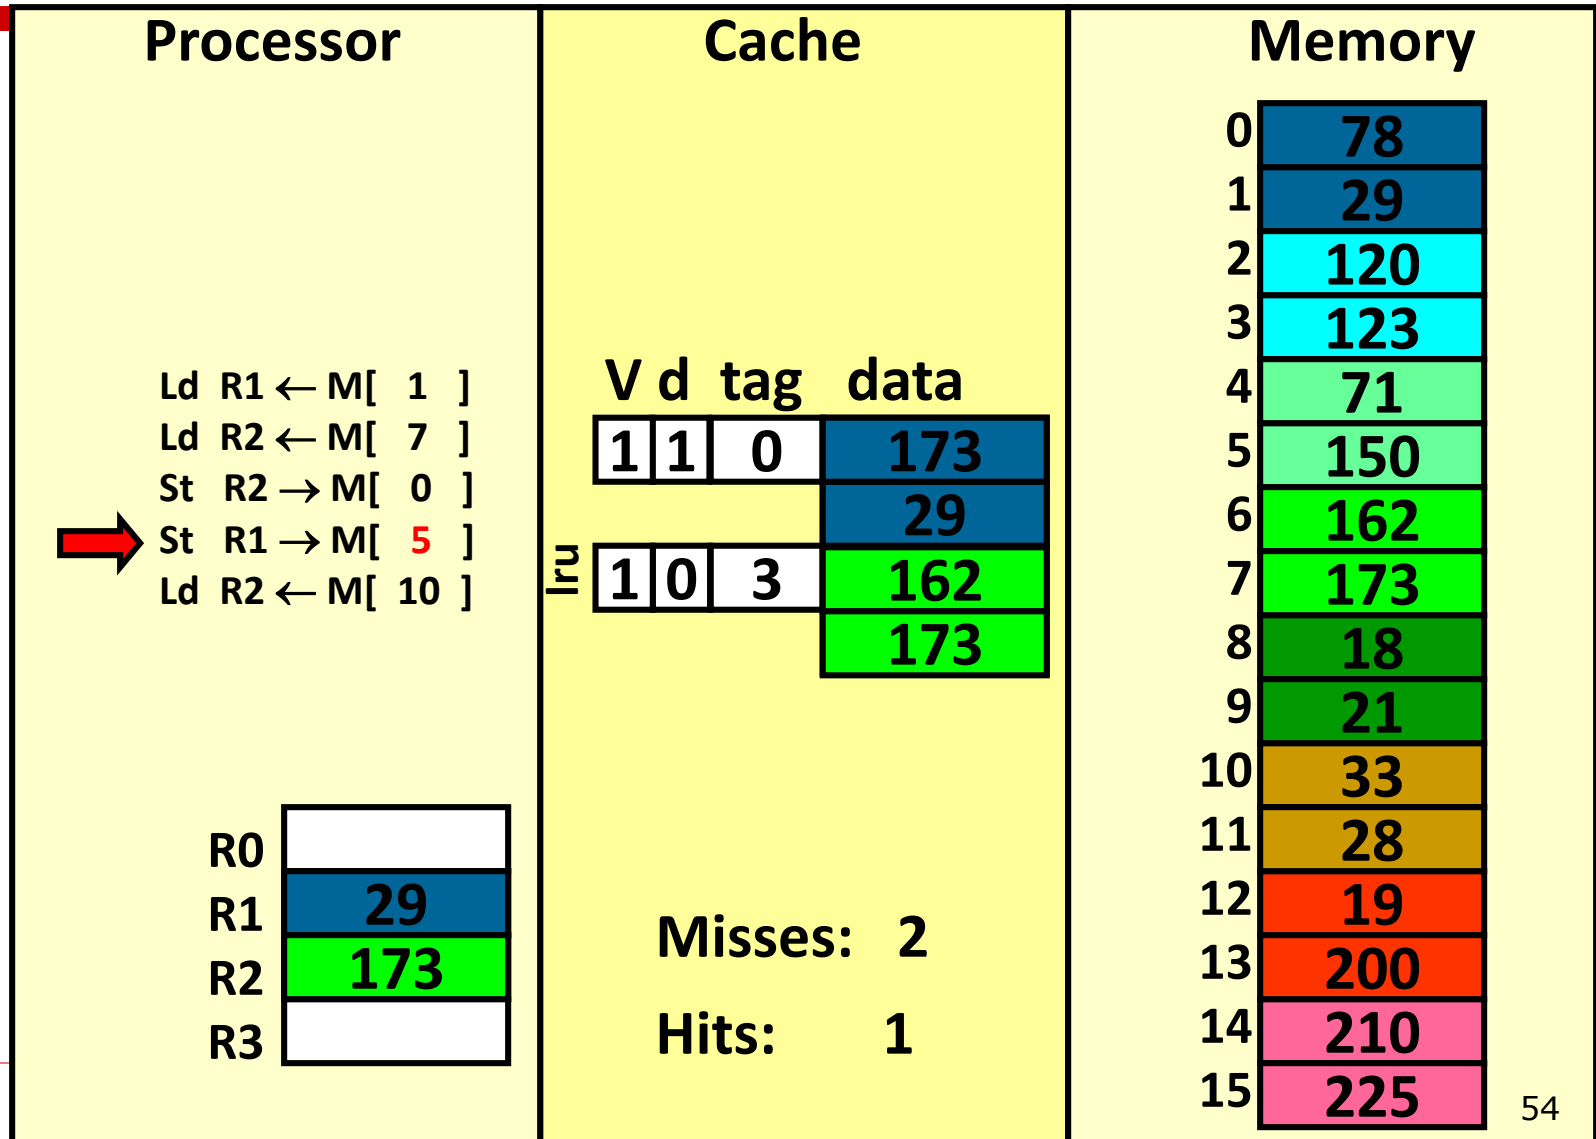 Processor
Ld R1 ← M[ 1 ]
Ld R2 ← M[ 7 ]
St R2 → M[ 0 ]
St R1 → M[ 5 ]
Ld R2 ← M[ 10 ]
R0
R1 29
R2 173
R3
Cache
V d tag data
1 1 0 173
29
lru 1 0 3 162
173
Misses: 2
Hits: 1
Memory
0 78
1 29
2 120
3 123
4 71
5 150
6 162
7 173
8 18
9 21
10 33
11 28
12 19
13 200
14 210
15 225
54